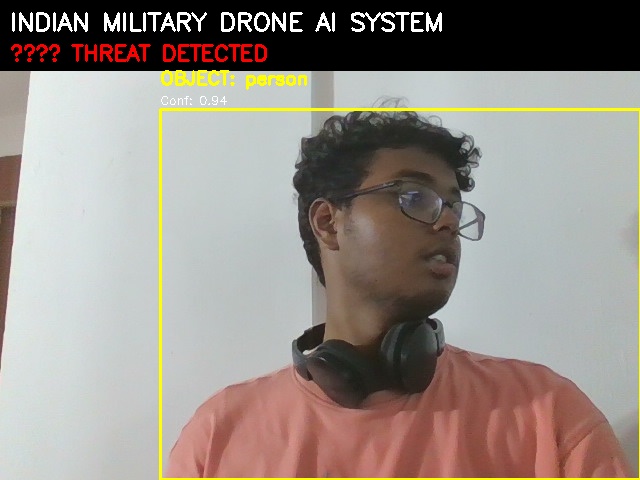 INDIAN MILITARY DRONE AI SYSTEM
???? THREAT DETECTED
OBJECT: person
Conf: 0.94